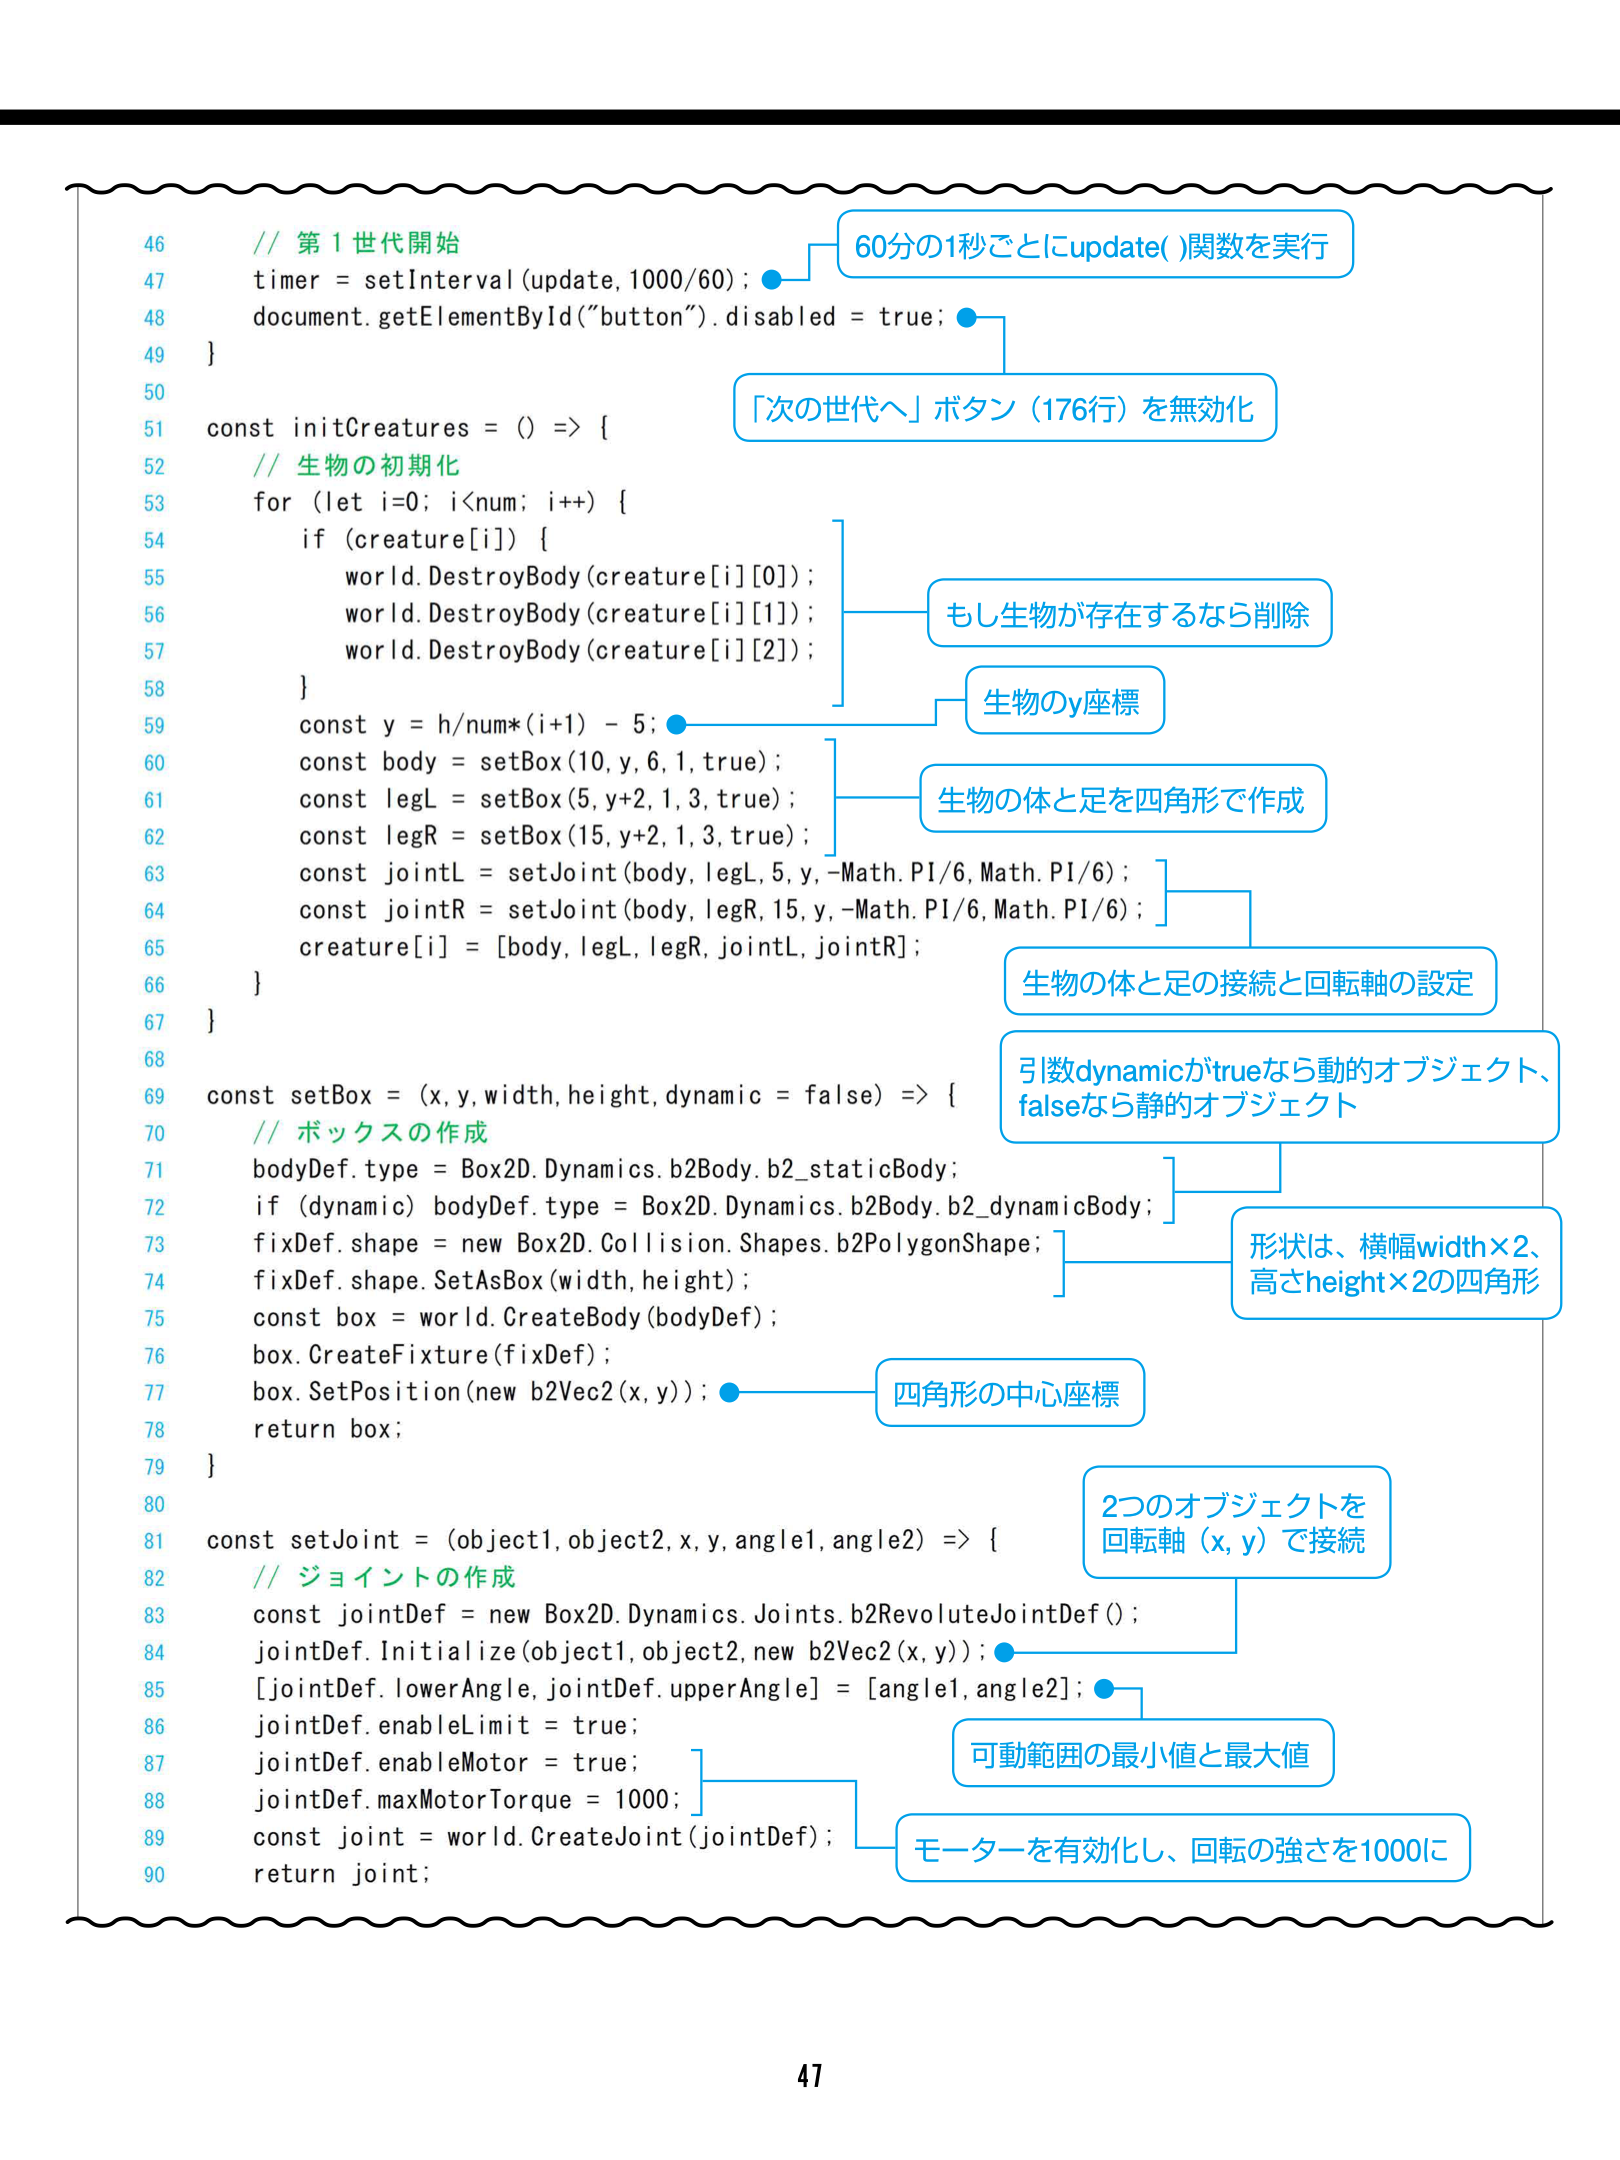 46 // 第1世代開始
60分の1秒ごとにupdate( )関数を実行
47 timer = setInterval(update,1000/60);
48 document.getElementById("button").disabled = true;
49 }
「次の世代へ」ボタン（176行）を無効化
50
51 const initCreatures = () => {
52 // 生物の初期化
53 for (let i=0; i<num; i++) {
54 if (creature[i]) {
55 world.DestroyBody(creature[i][0]);
56 world.DestroyBody(creature[i][1]);
57 world.DestroyBody(creature[i][2]);
もし生物が存在するなら削除
58 }
59 const y = h/num*(i+1) - 5;
生物のy座標
60 const body = setBox(10,y,6,1,true);
61 const legL = setBox(5,y+2,1,3,true);
62 const legR = setBox(15,y+2,1,3,true);
生物の体と足を四角形で作成
63 const jointL = setJoint(body,legL,5,y,-Math.PI/6,Math.PI/6);
64 const jointR = setJoint(body,legR,15,y,-Math.PI/6,Math.PI/6);
65 creature[i] = [body,legL,legR,jointL,jointR];
生物の体と足の接続と回転軸の設定
66 }
67 }
68
69 const setBox = (x,y,width,height,dynamic = false) => {
引数dynamicがtrueなら動的オブジェクト、
falseなら静的オブジェクト
70 // ボックスの作成
71 bodyDef.type = Box2D.Dynamics.b2Body.b2_staticBody;
72 if (dynamic) bodyDef.type = Box2D.Dynamics.b2Body.b2_dynamicBody;
73 fixDef.shape = new Box2D.Collision.Shapes.b2PolygonShape;
74 fixDef.shape.SetAsBox(width,height);
形状は、横幅width×2、
高さheight×2の四角形
75 const box = world.CreateBody(bodyDef);
76 box.CreateFixture(fixDef);
77 box.SetPosition(new b2Vec2(x,y));
四角形の中心座標
78 return box;
79 }
80
81 const setJoint = (object1,object2,x,y,angle1,angle2) => {
2つのオブジェクトを
回転軸（x, y）で接続
82 // ジョイントの作成
83 const jointDef = new Box2D.Dynamics.Joints.b2RevoluteJointDef();
84 jointDef.Initialize(object1,object2,new b2Vec2(x,y));
85 [jointDef.lowerAngle,jointDef.upperAngle] = [angle1,angle2];
86 jointDef.enableLimit = true;
可動範囲の最小値と最大値
87 jointDef.enableMotor = true;
88 jointDef.maxMotorTorque = 1000;
89 const joint = world.CreateJoint(jointDef);
モーターを有効化し、回転の強さを1000に
90 return joint;
47